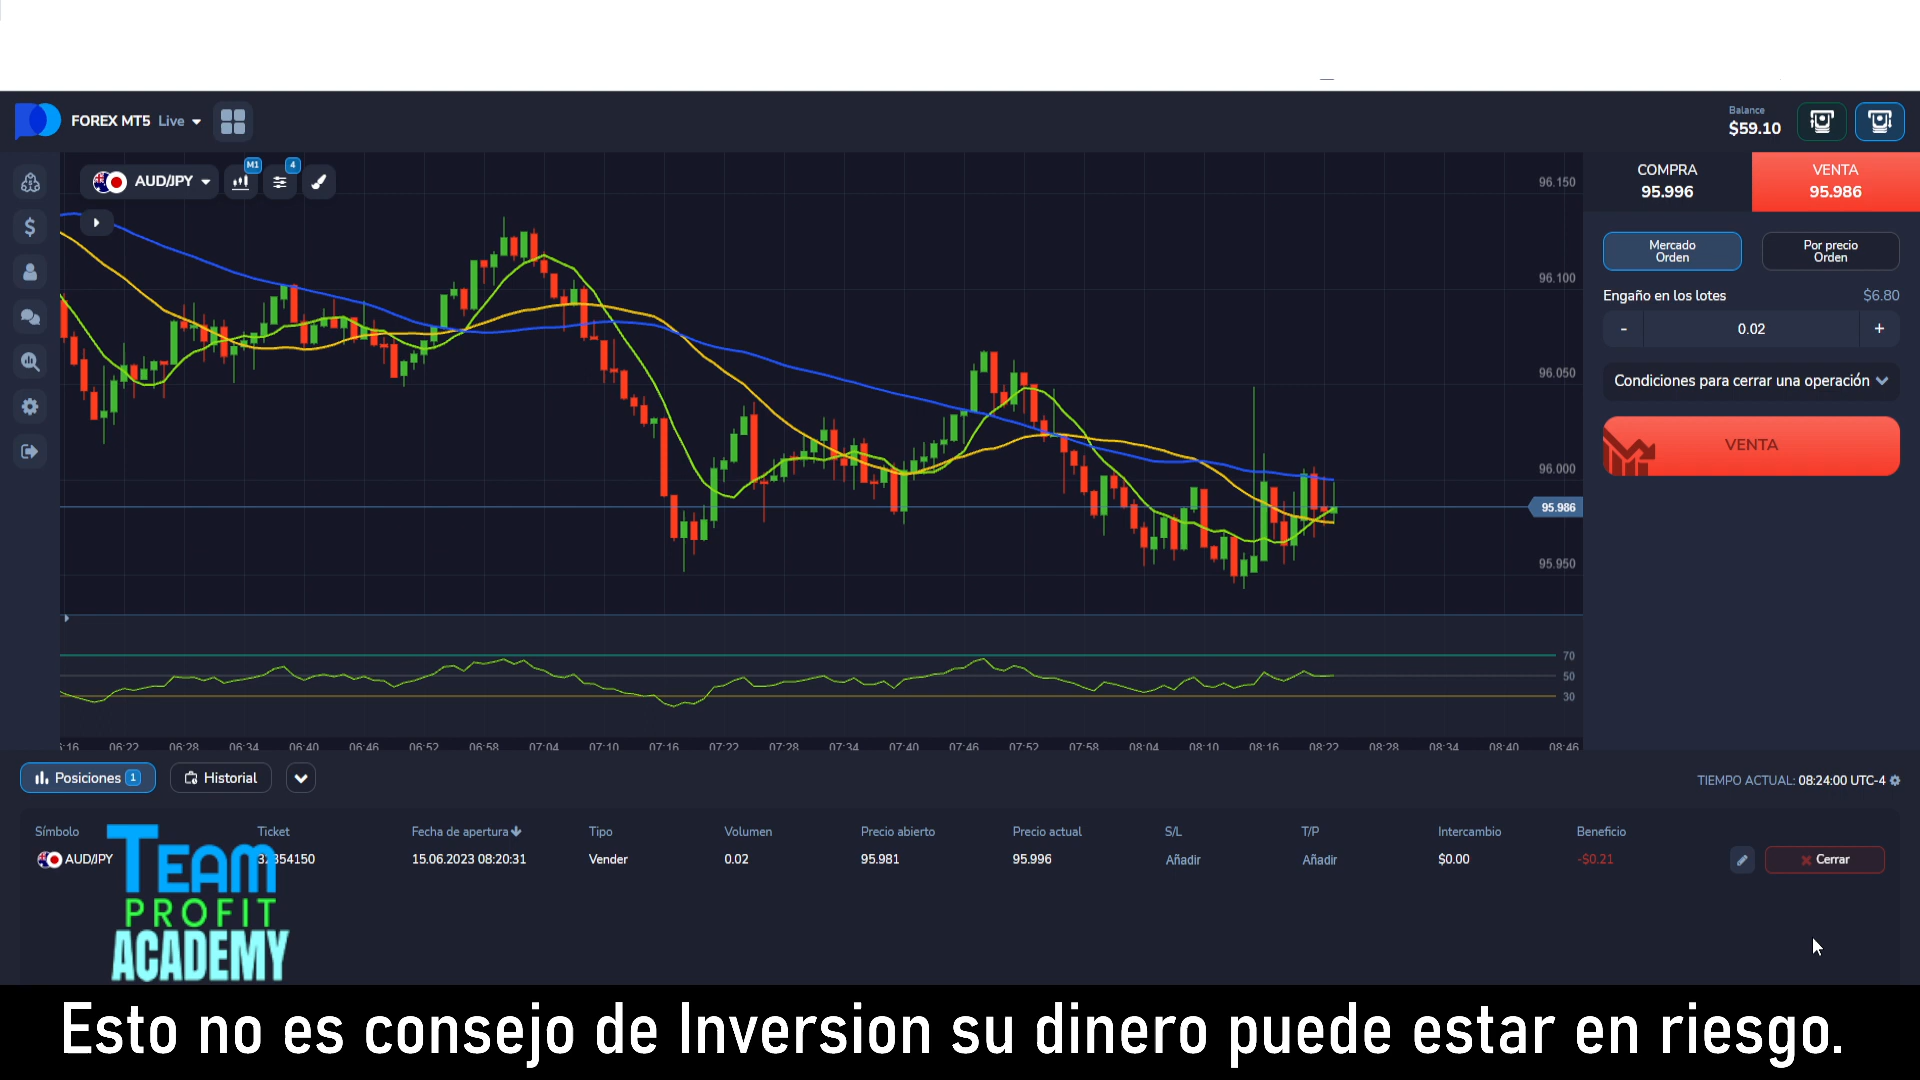 FOREX MT5 Live
Balance
$59.10
AUD/JPY
M1
4
COMPRA
95.996
VENTA
95.986
Mercado
Orden
Por precio
Orden
Engaño en los lotes
$6.80
-
0.02
+
Condiciones para cerrar una operación
VENTA
96.150
96.100
96.050
96.000
95.986
95.950
70
50
30
06:22
06:28
06:34
06:40
06:46
06:52
06:58
07:04
07:10
07:16
07:22
07:28
07:34
07:40
07:46
07:52
07:58
08:04
08:10
08:16
08:22
08:28
08:34
08:40
08:46
Posiciones 1
Historial
TIEMPO ACTUAL: 08:24:00 UTC-4
Símbolo
Ticket
Fecha de apertura
Tipo
Volumen
Precio abierto
Precio actual
S/L
T/P
Intercambio
Beneficio
AUD/JPY
15.06.2023 08:20:31
Vender
0.02
95.981
95.996
Añadir
Añadir
$0.00
-$0.21
Cerrar
TEAM
PROFIT
ACADEMY
Esto no es consejo de Inversion su dinero puede estar en riesgo.